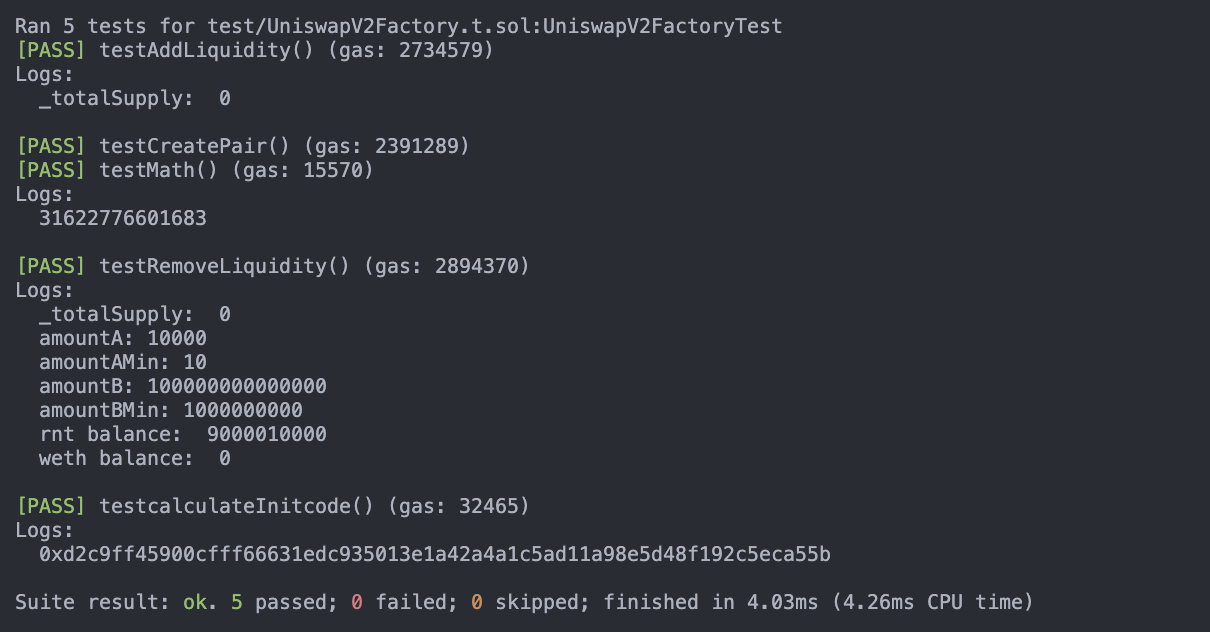 Ran 5 tests for test/UniswapV2Factory.t.sol:UniswapV2FactoryTest
[PASS] testAddLiquidity() (gas: 2734579)
Logs:
  _totalSupply:  0
[PASS] testCreatePair() (gas: 2391289)
[PASS] testMath() (gas: 15570)
Logs:
  31622776601683
[PASS] testRemoveLiquidity() (gas: 2894370)
Logs:
  _totalSupply:  0
  amountA: 10000
  amountAMin: 10
  amountB: 100000000000000
  amountBMin: 1000000000
  rnt balance:  9000010000
  weth balance:  0
[PASS] testcalculateInitcode() (gas: 32465)
Logs:
  0xd2c9ff45900cfff66631edc935013e1a42a4a1c5ad11a98e5d48f192c5eca55b
Suite result: ok. 5 passed; 0 failed; 0 skipped; finished in 4.03ms (4.26ms CPU time)